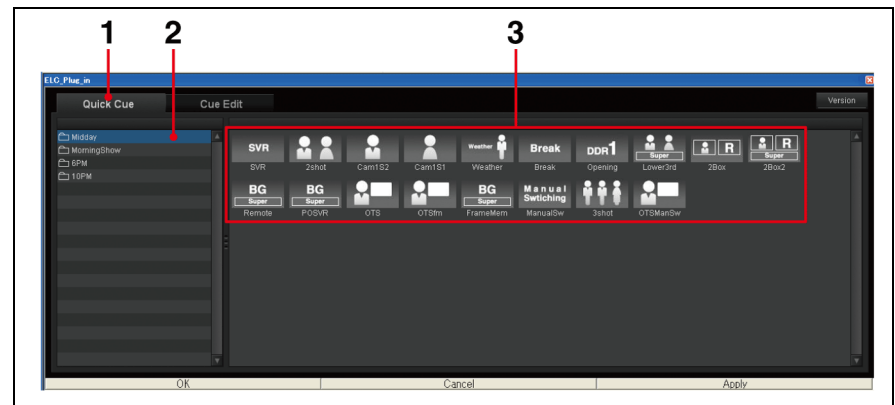 1 2 3
ELC_Plug_in
Quick Cue Cue Edit Version
Midday
MorningShow
6PM
10PM
SVR Weather Break DDR1 Super R R Super
SVR 2shot Cam1S2 Cam1S1 Weather Break Opening Lower3rd 2Box 2Box2
BG Super BG Super BG Super Manual Swtiching
Remote POSVR OTS OTSfm FrameMem ManualSw 3shot OTSManSw
OK Cancel Apply